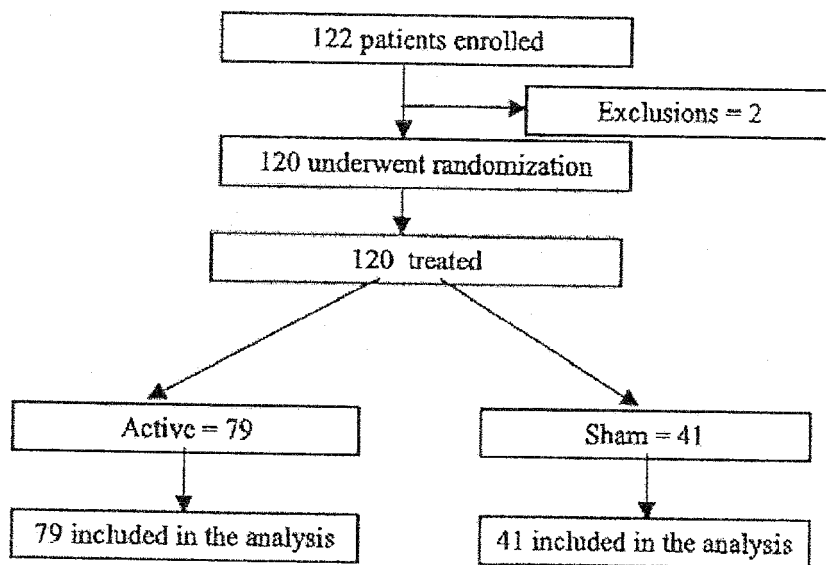 122 patients enrolled
Exclusions = 2
120 underwent randomization
120 treated
Active = 79
Sham = 41
79 included in the analysis
41 included in the analysis